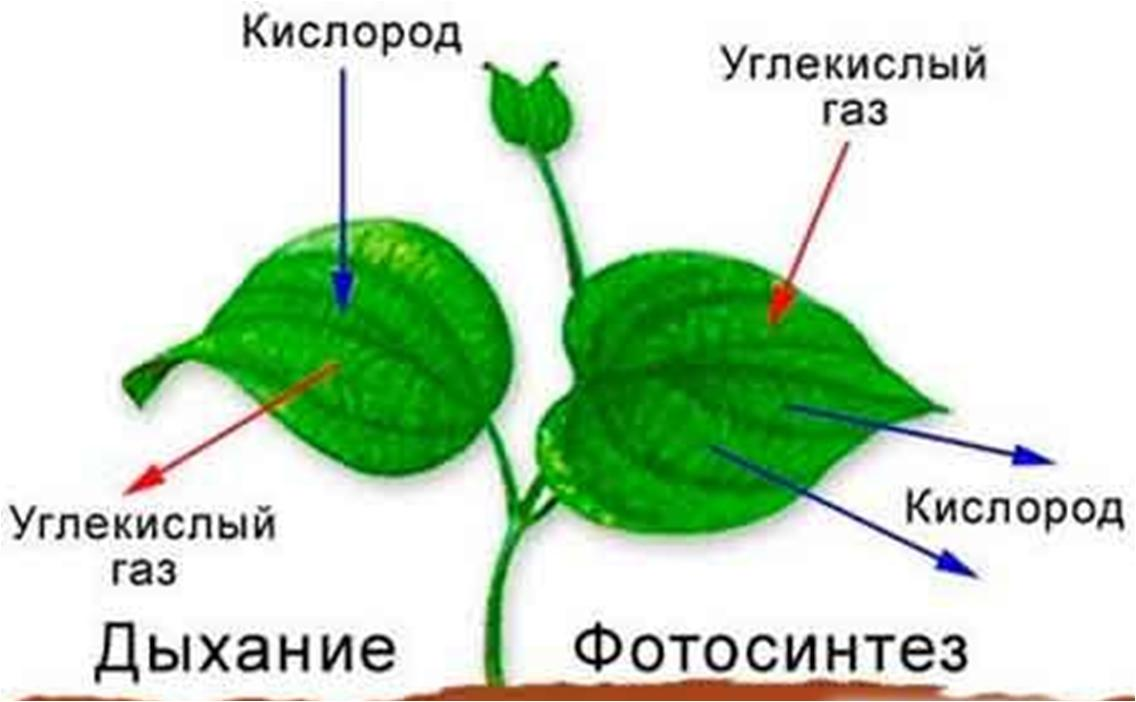 Кислород
Углекислый
газ
Углекислый
газ
Кислород
Дыхание
Фотосинтез